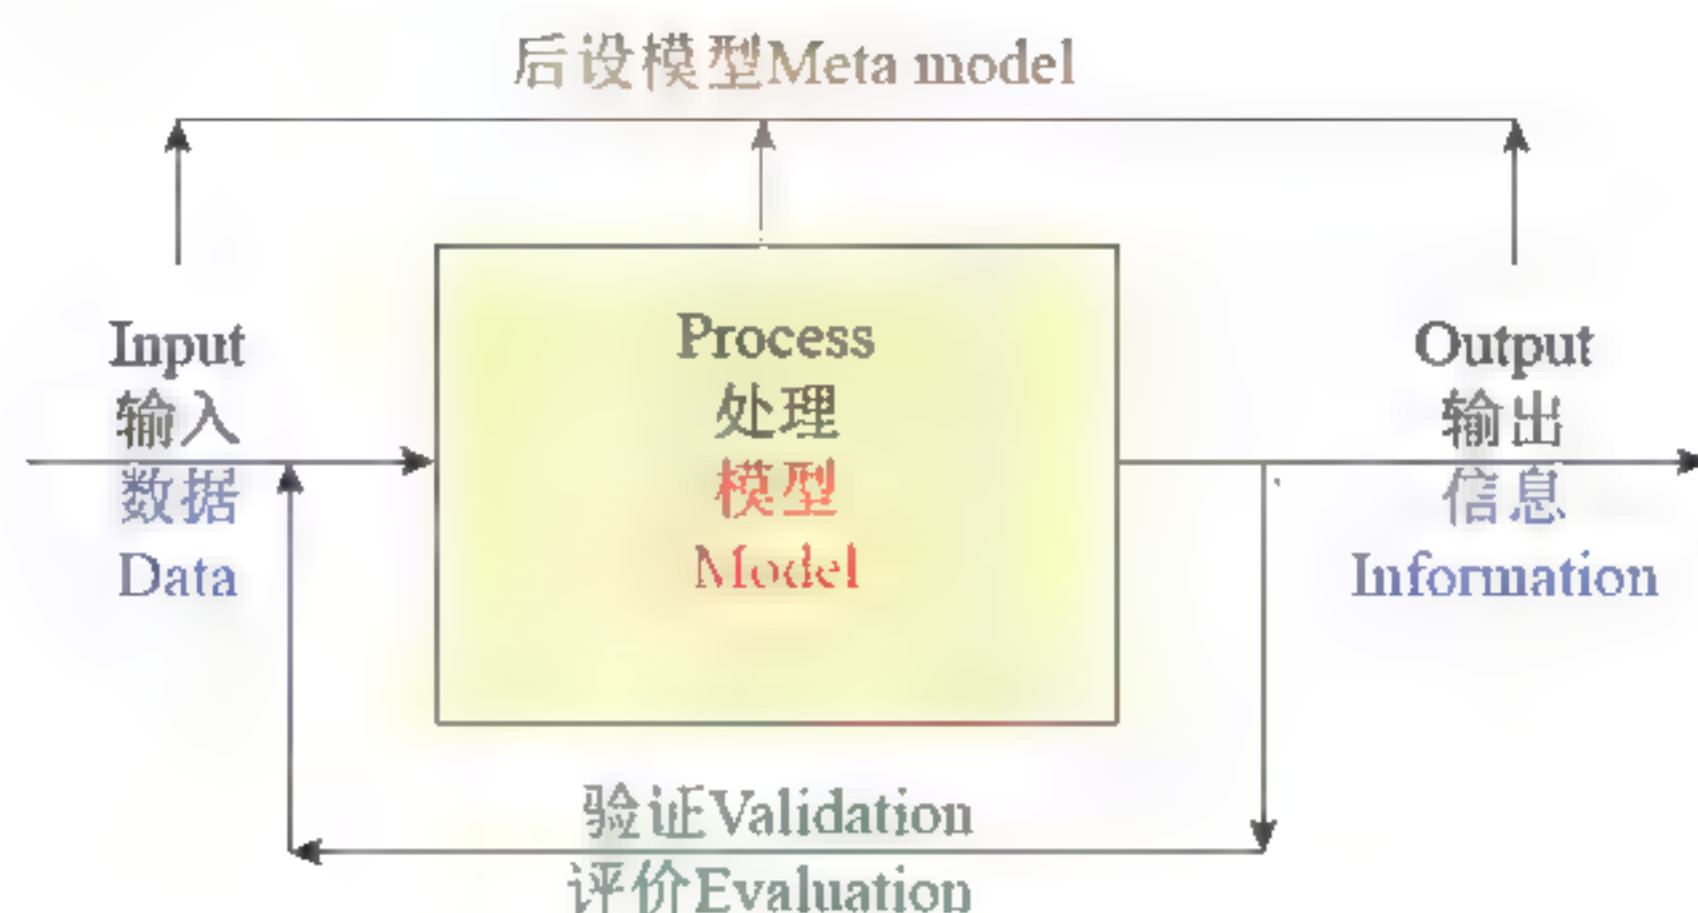 后设模型Meta model
Input
输入
数据
Data
Process
处理
模型
Model
Output
输出
信息
Information
验证Validation
评价Evaluation